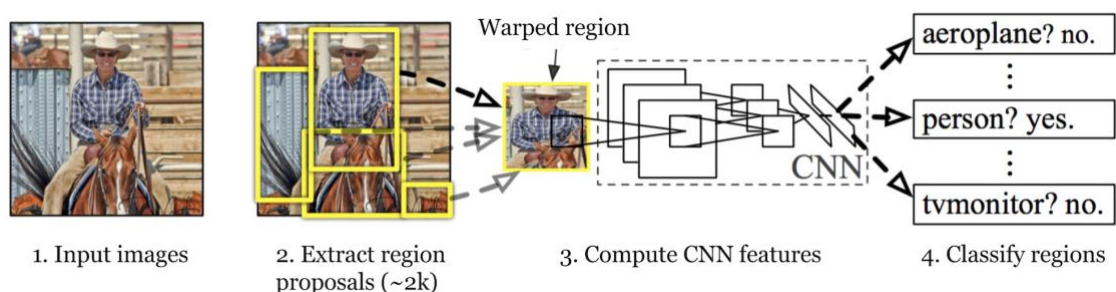 Warped region
aeroplane? no.
person? yes.
CNN
tvmonitor? no.
1. Input images
2. Extract region
proposals (~2k)
3. Compute CNN features
4. Classify regions